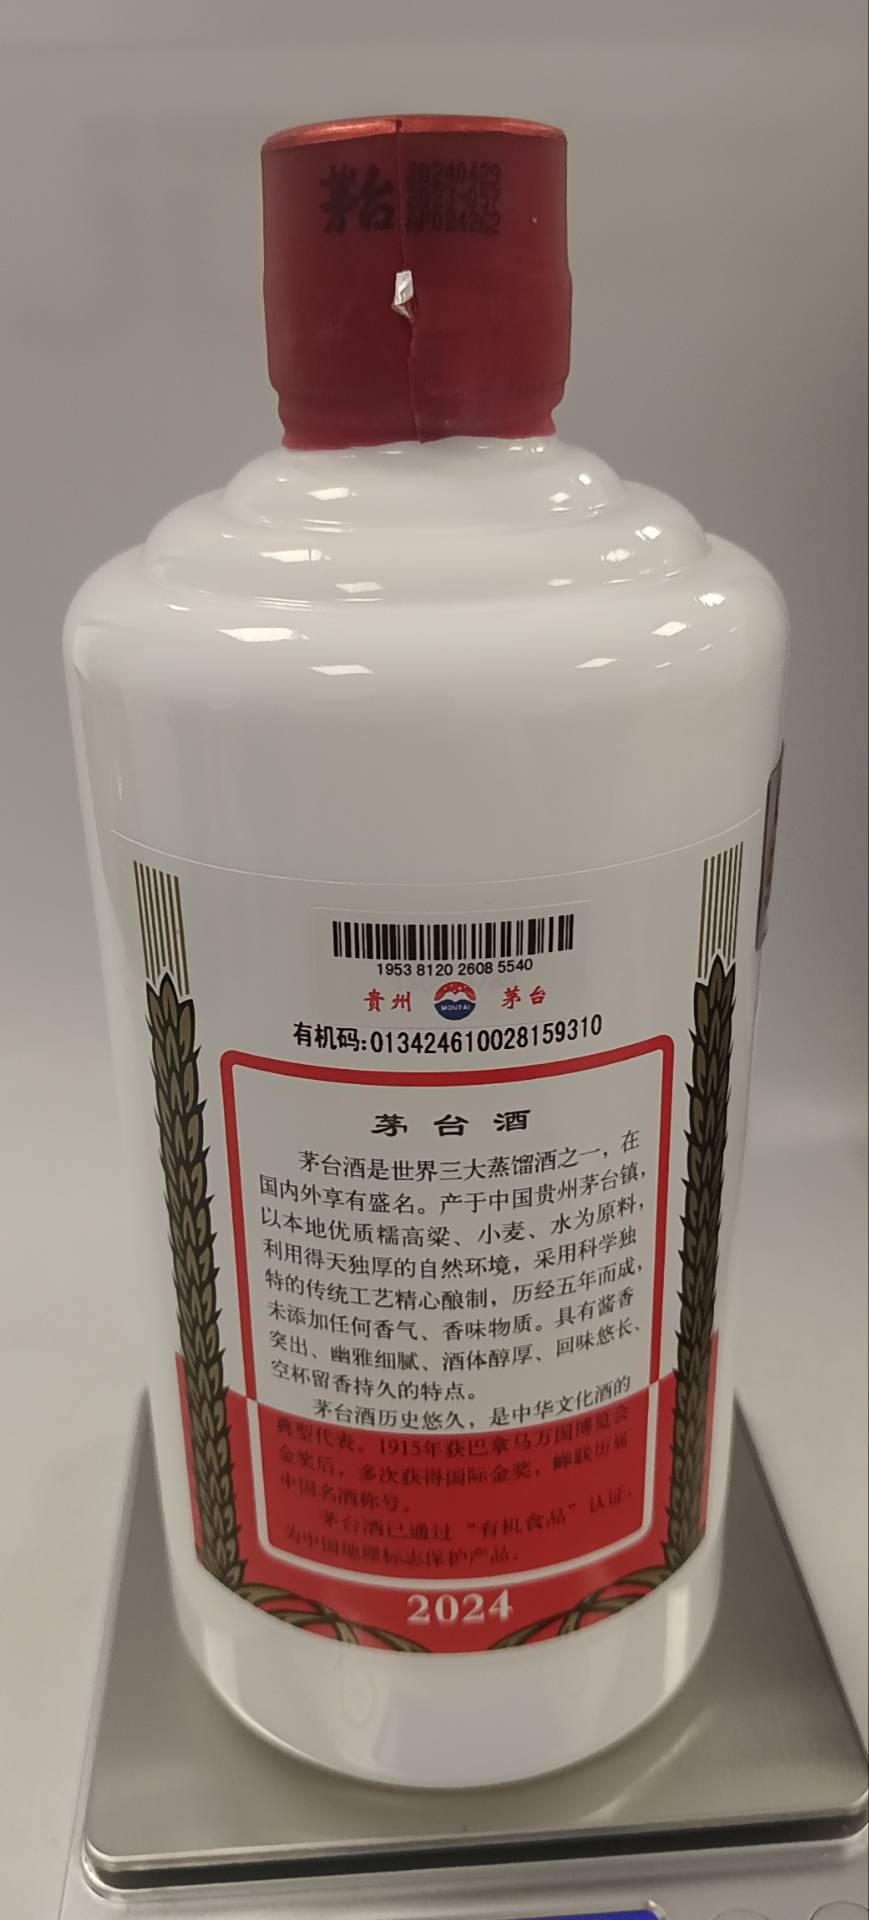 茅台
20240429
2023-057
024262
1953 8120 2608 5540
贵州 MOUTAI 茅台
有机码:013424610028159310
茅台酒
茅台酒是世界三大蒸馏酒之一，在
国内外享有盛名。产于中国贵州茅台镇，
以本地优质糯高粱、小麦、水为原料，
利用得天独厚的自然环境，采用科学独
特的传统工艺精心酿制，历经五年而成，
未添加任何香气、香味物质。具有酱香
突出、幽雅细腻、酒体醇厚、回味悠长、
空杯留香持久的特点。
茅台酒历史悠久，是中华文化酒的
典型代表。1915年获巴拿马万国博览会
金奖后，多次获得国际金奖，蝉联历届
中国名酒称号。
茅台酒已通过“有机食品”认证，
为中国地理标志保护产品。
2024